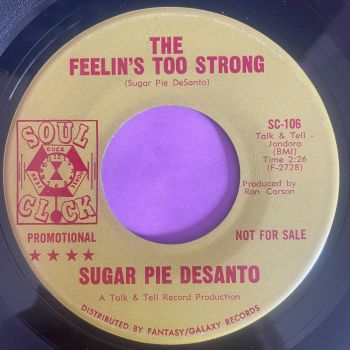 THE
FEELIN'S TOO STRONG
(Sugar Pie DeSanto)
SC-106
Talk & Tell -
Jondora
(BMI)
Time 2:26
(F-2728)
Produced by
Ron Carson
SOUL
CLOCK
PROMOTIONAL
★★★★
NOT FOR SALE
SUGAR PIE DESANTO
A Talk & Tell Record Production
DISTRIBUTED BY FANTASY/GALAXY RECORDS